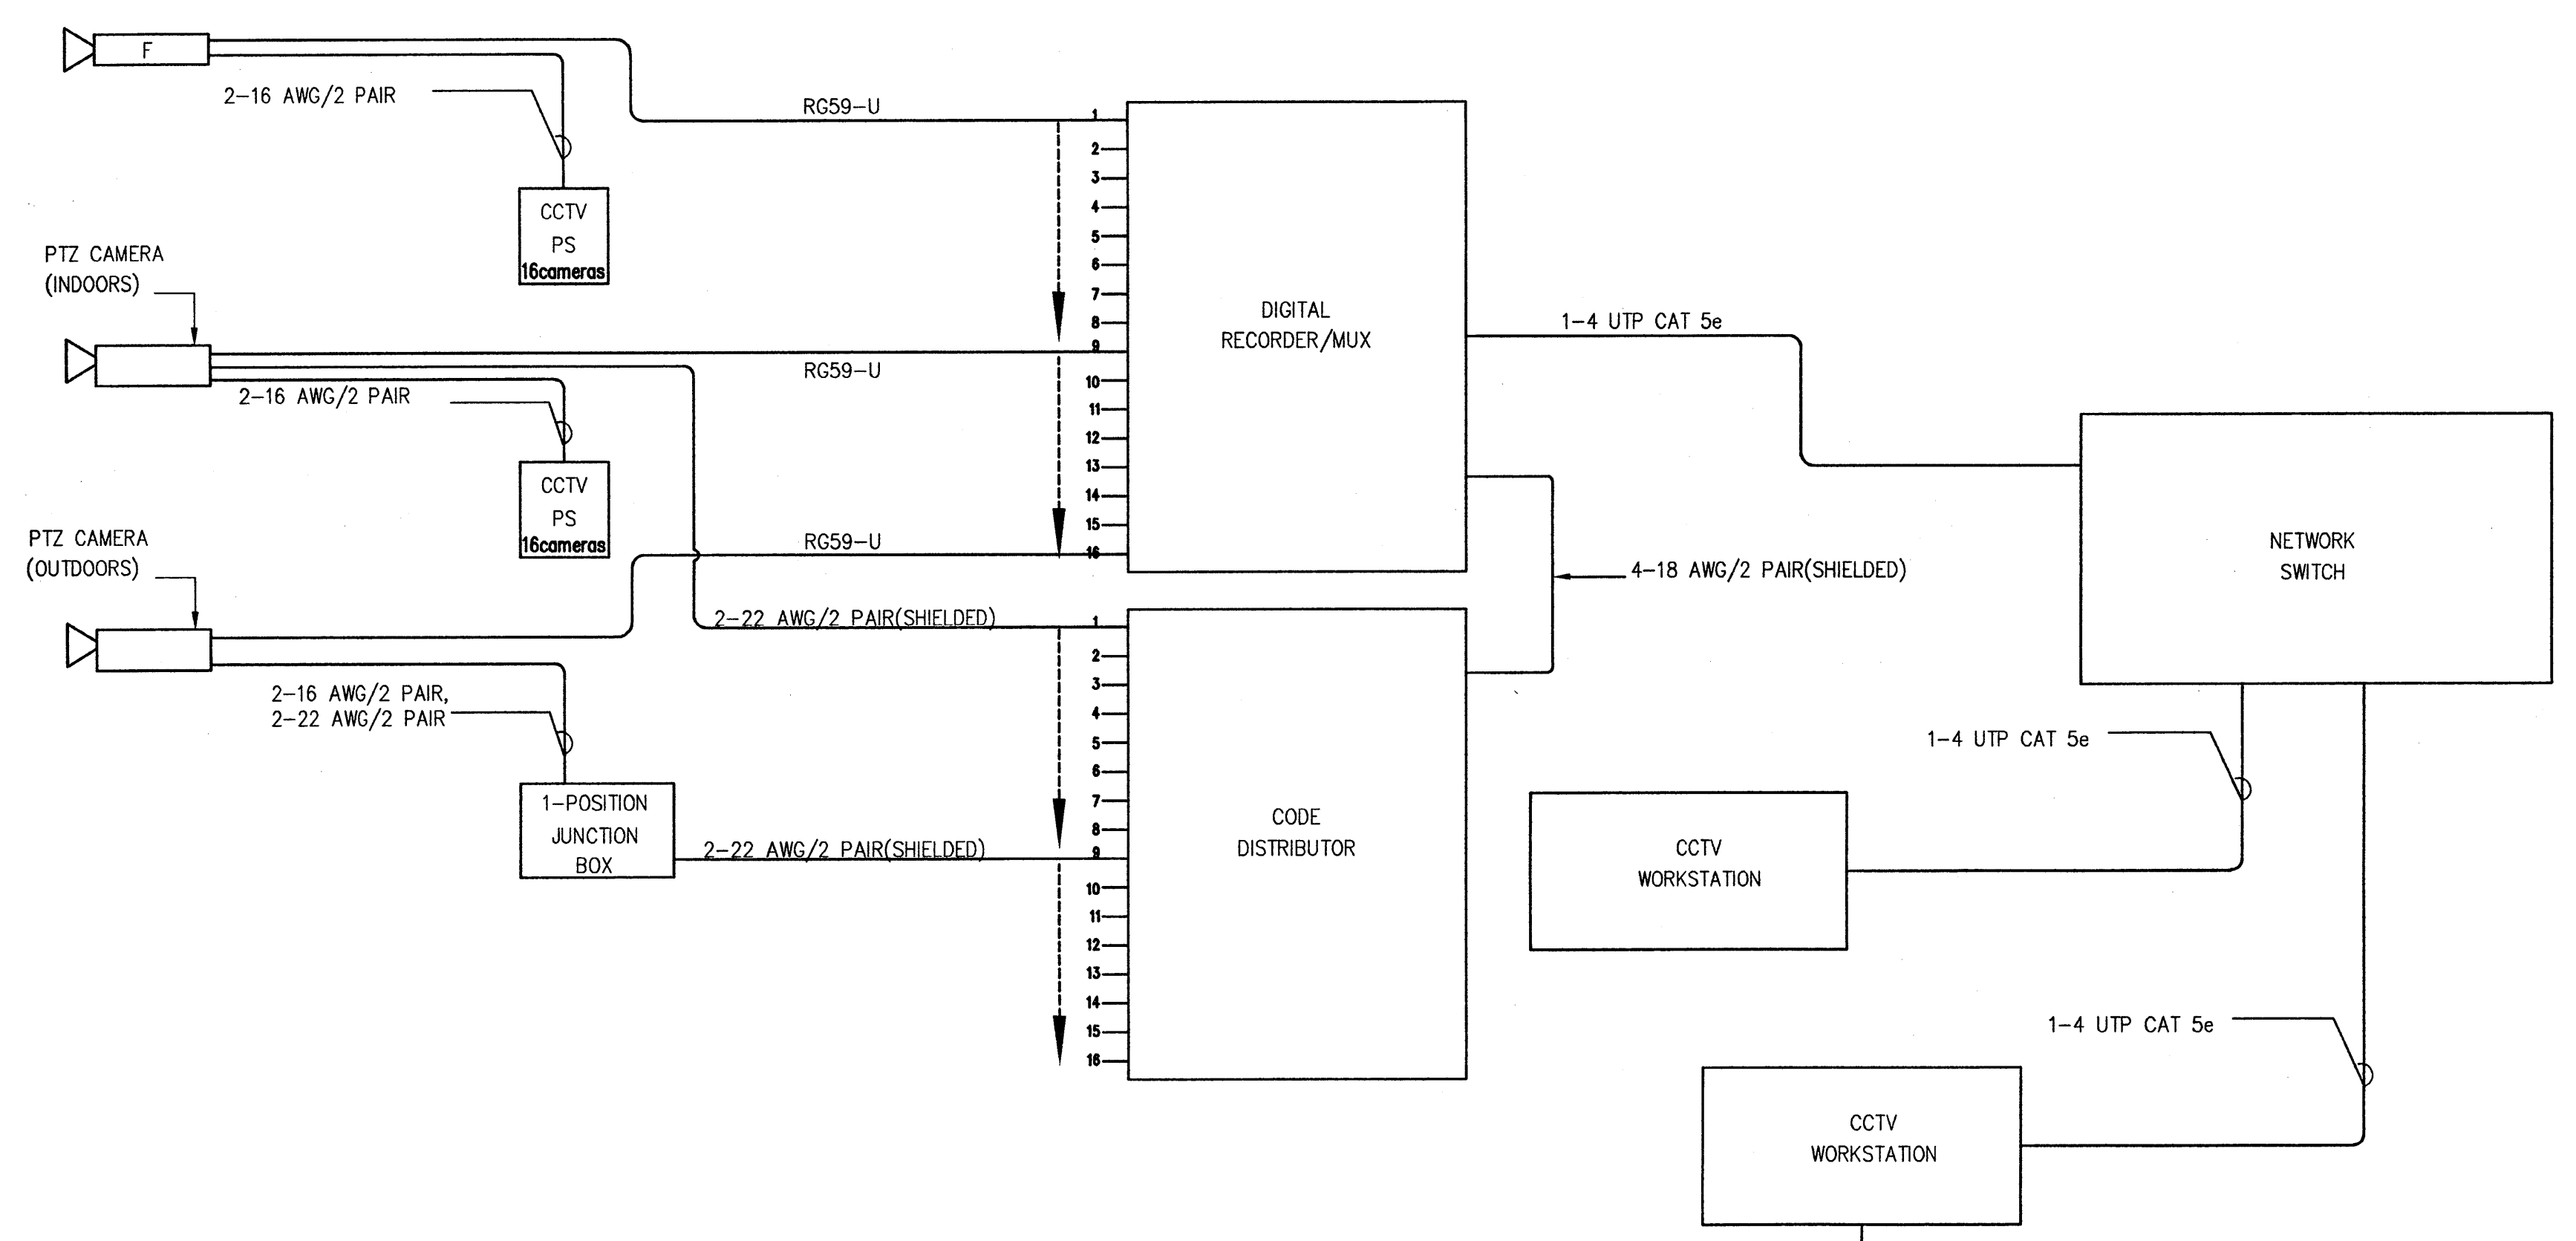 F
2-16 AWG/2 PAIR
RG59-U
CCTV
PS
16cameras
PTZ CAMERA
(INDOORS)
RG59-U
2-16 AWG/2 PAIR
CCTV
PS
16cameras
PTZ CAMERA
(OUTDOORS)
RG59-U
2-22 AWG/2 PAIR(SHIELDED)
2-16 AWG/2 PAIR,
2-22 AWG/2 PAIR
1-POSITION
JUNCTION
BOX
2-22 AWG/2 PAIR(SHIELDED)
1
2
3
4
5
6
7
8
9
10
11
12
13
14
15
16
DIGITAL
RECORDER/MUX
1
2
3
4
5
6
7
8
9
10
11
12
13
14
15
16
CODE
DISTRIBUTOR
1-4 UTP CAT 5e
4-18 AWG/2 PAIR(SHIELDED)
NETWORK
SWITCH
1-4 UTP CAT 5e
CCTV
WORKSTATION
1-4 UTP CAT 5e
CCTV
WORKSTATION